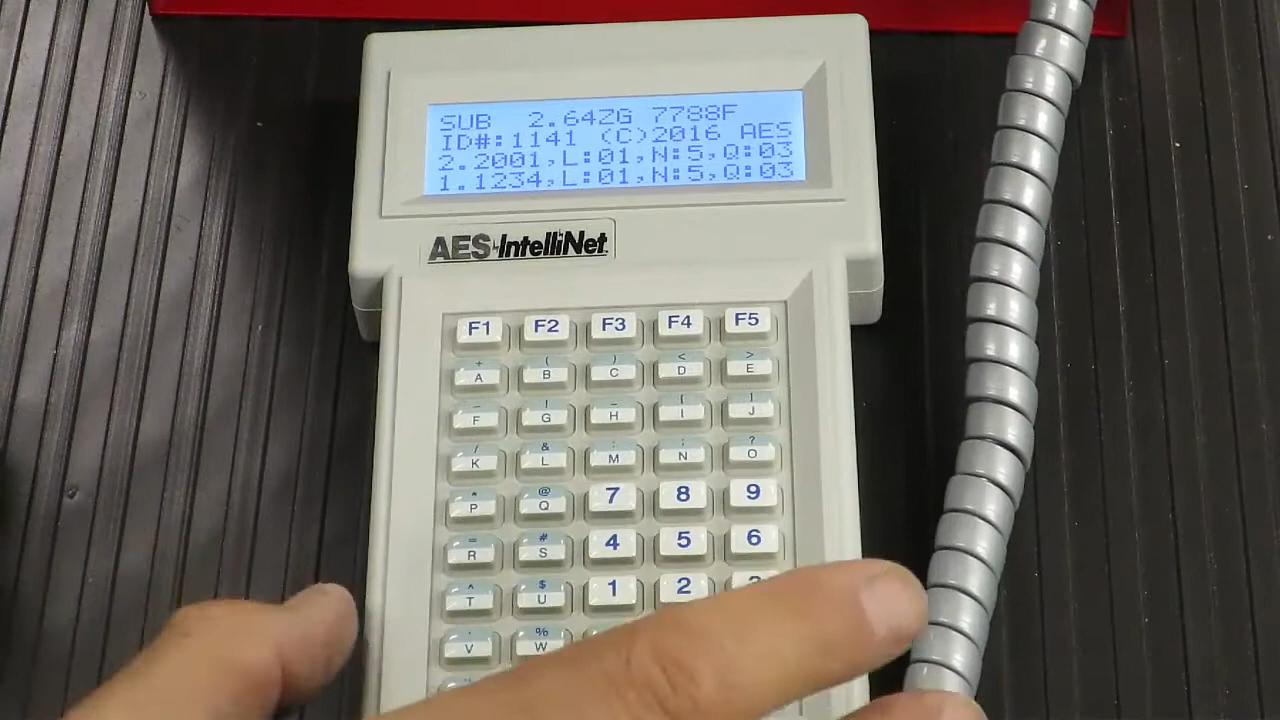 SUB 2.64ZG 7788F
ID#:1141 (C)2016 AES
2.2001,L:01,N:5,Q:03
1.1234,L:01,N:5,Q:03
AES IntelliNet
F1 F2 F3 F4 F5
+ ( ) < >
A B C D E
F G H I J
/ & : ; ?
K L M N O
@
P Q 7 8 9
= #
R S 4 5 6
^ $
T U 1 2
%
V W